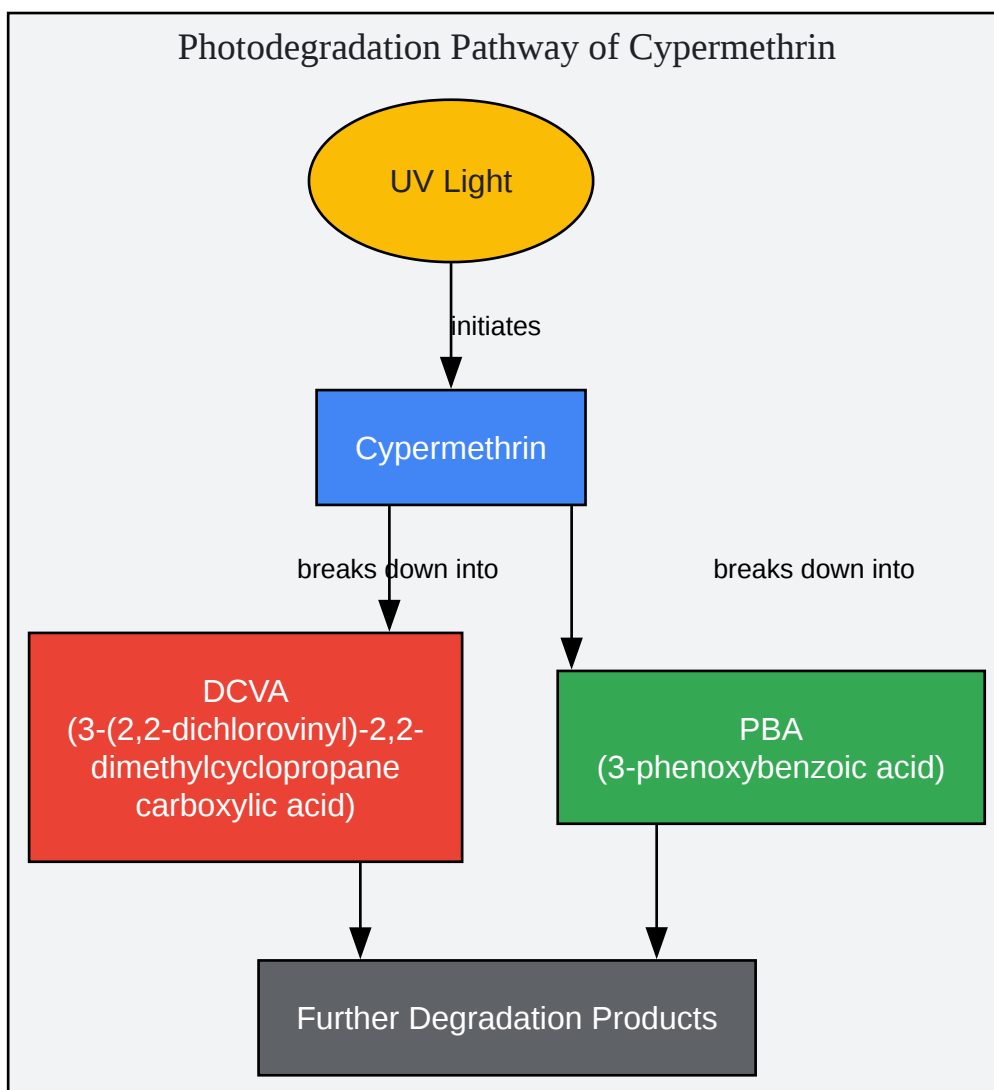 Photodegradation Pathway of Cypermethrin
UV Light
initiates
Cypermethrin
breaks down into
breaks down into
DCVA
(3-(2,2-dichlorovinyl)-2,2-
dimethylcyclopropane
carboxylic acid)
PBA
(3-phenoxybenzoic acid)
Further Degradation Products